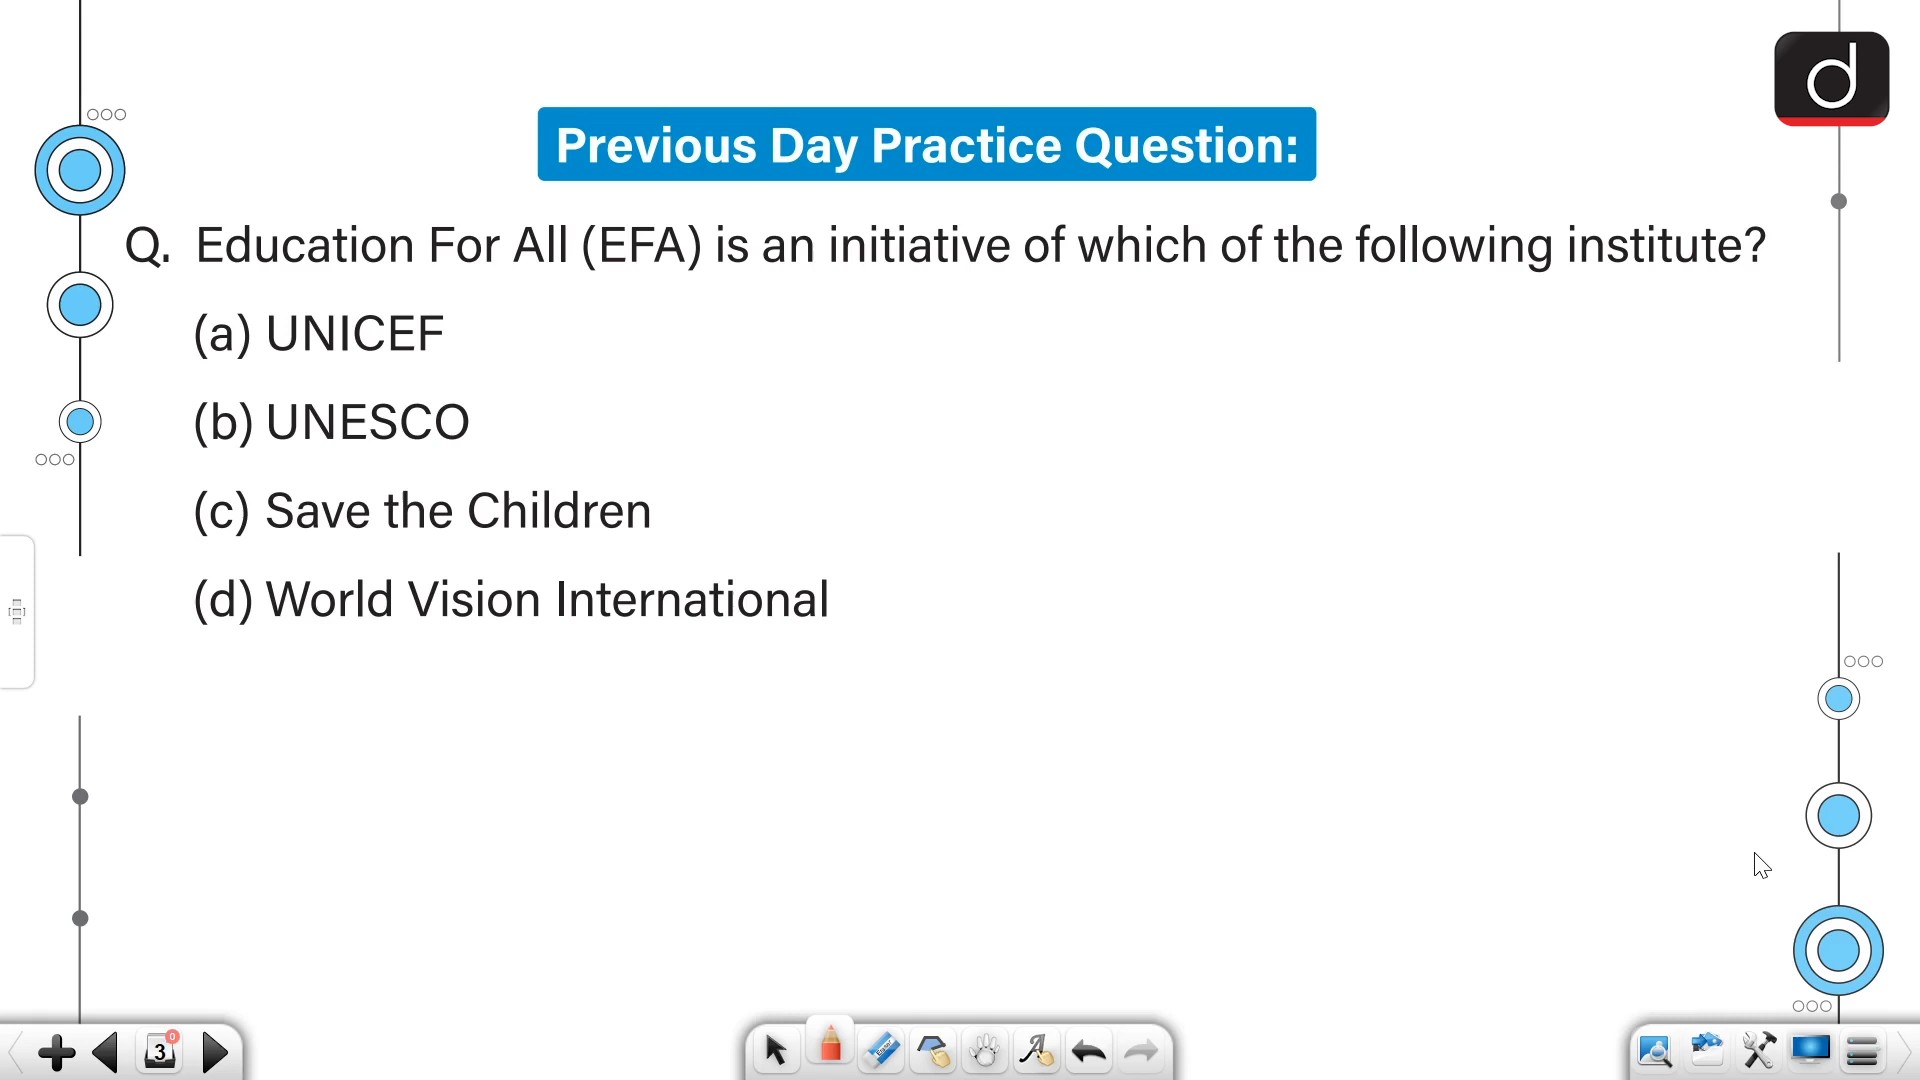 d
Previous Day Practice Question:
Q. Education For All (EFA) is an initiative of which of the following institute?
(a) UNICEF
(b) UNESCO
(c) Save the Children
(d) World Vision International
3
0